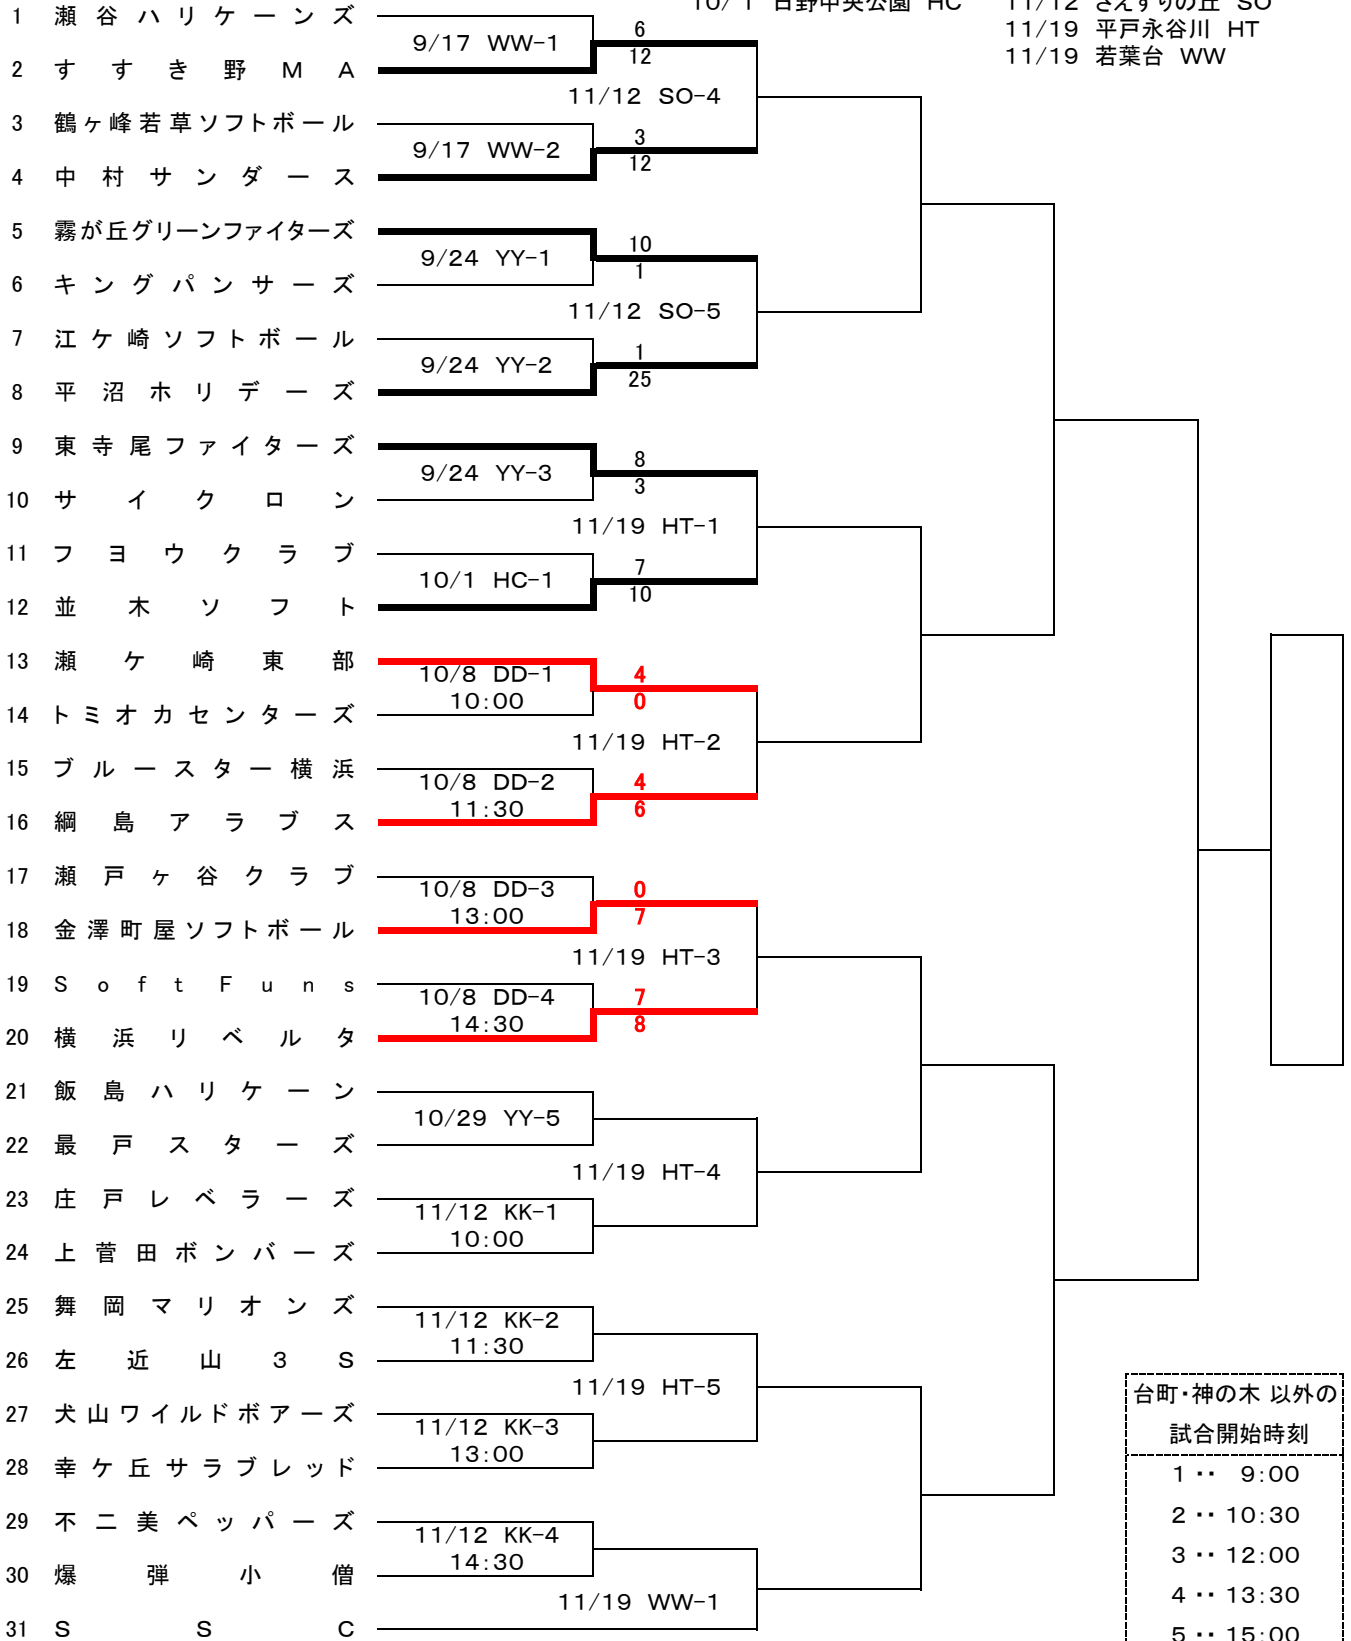 10/1 日野中央公園 HC 11/12 さえずりの丘 SO
11/19 平戸永谷川 HT
11/19 若葉台 WW
1 瀬谷ハリケーンズ
9/17 WW-1
6
12
2 すすき野MA
11/12 SO-4
3 鶴ヶ峰若草ソフトボール
9/17 WW-2
3
12
4 中村サンダース
5 霧が丘グリーンファイターズ
9/24 YY-1
10
1
6 キングパンサーズ
11/12 SO-5
7 江ケ崎ソフトボール
9/24 YY-2
1
25
8 平沼ホリデーズ
9 東寺尾ファイターズ
9/24 YY-3
8
3
10 サイクロン
11/19 HT-1
11 フヨウクラブ
10/1 HC-1
7
10
12 並木ソフト
13 瀬ケ崎東部
10/8 DD-1
10:00
4
0
14 トミオカセンターズ
11/19 HT-2
15 ブルースター横浜
10/8 DD-2
11:30
4
6
16 綱島アラブス
17 瀬戸ヶ谷クラブ
10/8 DD-3
13:00
0
7
18 金澤町屋ソフトボール
11/19 HT-3
19 SoftFuns
10/8 DD-4
14:30
7
8
20 横浜リベルタ
21 飯島ハリケーン
10/29 YY-5
22 最戸スターズ
11/19 HT-4
23 庄戸レベラーズ
11/12 KK-1
10:00
24 上菅田ボンバーズ
25 舞岡マリオンズ
11/12 KK-2
11:30
26 左近山3S
11/19 HT-5
27 犬山ワイルドボアーズ
11/12 KK-3
13:00
28 幸ケ丘サラブレッド
29 不二美ペッパーズ
11/12 KK-4
14:30
30 爆弾小僧
11/19 WW-1
31 SSC
台町・神の木 以外の
試合開始時刻
1 ・・ 9:00
2 ・・ 10:30
3 ・・ 12:00
4 ・・ 13:30
5 ・・ 15:00